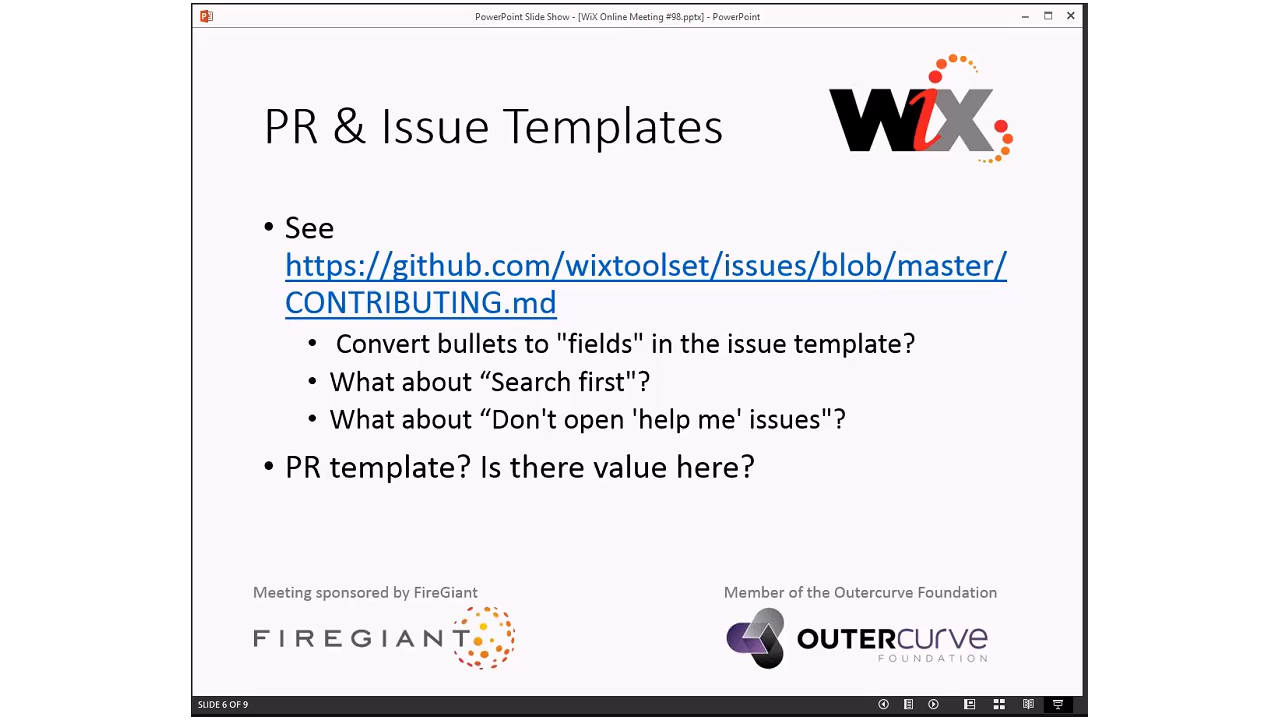 PowerPoint Slide Show - [WiX Online Meeting #98.pptx] - PowerPoint
WiX
PR & Issue Templates
• See
https://github.com/wixtoolset/issues/blob/master/
CONTRIBUTING.md
• Convert bullets to "fields" in the issue template?
• What about “Search first"?
• What about “Don't open 'help me' issues"?
• PR template? Is there value here?
Meeting sponsored by FireGiant
FIREGIANT
Member of the Outercurve Foundation
OUTERCURVE
FOUNDATION
SLIDE 6 OF 9